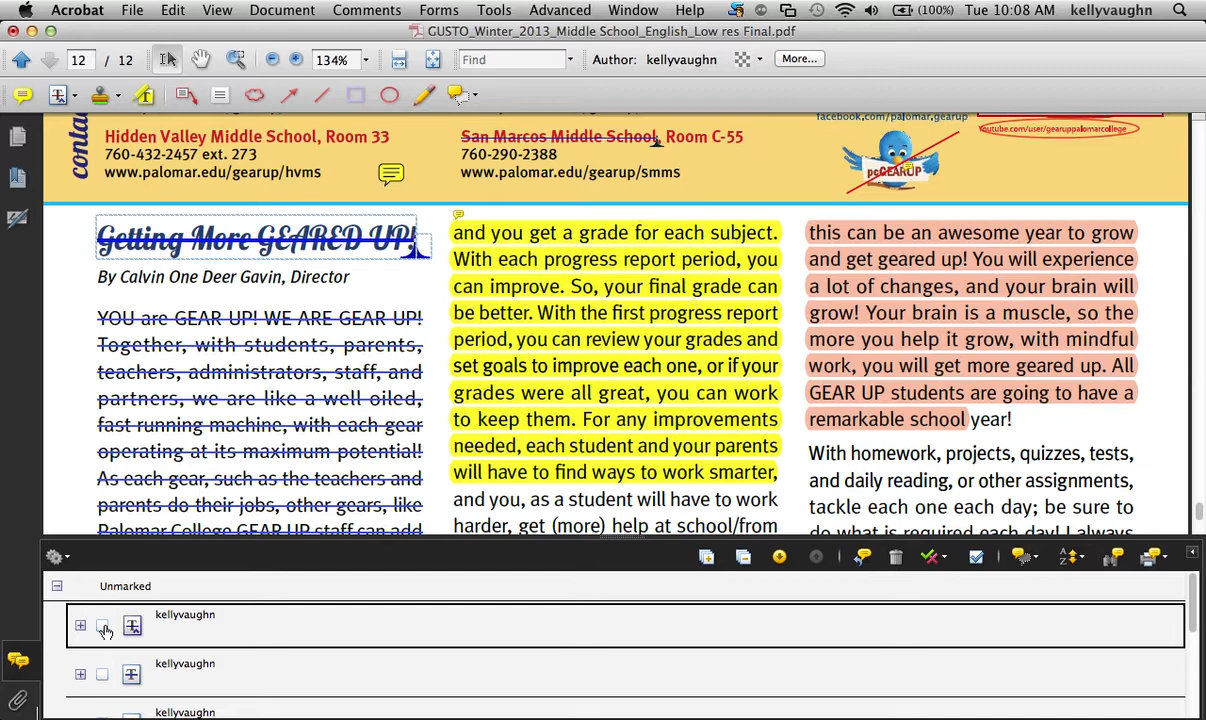 Acrobat File Edit View Document Comments Forms Tools Advanced Window Help (100%) Tue 10:08 AM kellyvaughn
GUSTO_Winter_2013_Middle School_English_Low res Final.pdf
12 / 12 134% Find Author: kellyvaughn More...
contac
Hidden Valley Middle School, Room 33
760-432-2457 ext. 273
www.palomar.edu/gearup/hvms
San Marcos Middle School, Room C-55
760-290-2388
www.palomar.edu/gearup/smms
facebook.com/palomar.gearup
Youtube.com/user/gearuppalomarcollege
pcGEARUP
Getting More GEARED UP!
By Calvin One Deer Gavin, Director
YOU are GEAR UP! WE ARE GEAR UP!
Together, with students, parents,
teachers, administrators, staff, and
partners, we are like a well oiled,
fast running machine, with each gear
operating at its maximum potential!
As each gear, such as the teachers and
parents do their jobs, other gears, like
Palomar College GEAR UP staff can add
and you get a grade for each subject.
With each progress report period, you
can improve. So, your final grade can
be better. With the first progress report
period, you can review your grades and
set goals to improve each one, or if your
grades were all great, you can work
to keep them. For any improvements
needed, each student and your parents
will have to find ways to work smarter,
and you, as a student will have to work
harder, get (more) help at school/from
this can be an awesome year to grow
and get geared up! You will experience
a lot of changes, and your brain will
grow! Your brain is a muscle, so the
more you help it grow, with mindful
work, you will get more geared up. All
GEAR UP students are going to have a
remarkable school year!
With homework, projects, quizzes, tests,
and daily reading, or other assignments,
tackle each one each day; be sure to
do what is required each day! I always
Unmarked
kellyvaughn
kellyvaughn
kellyvaughn